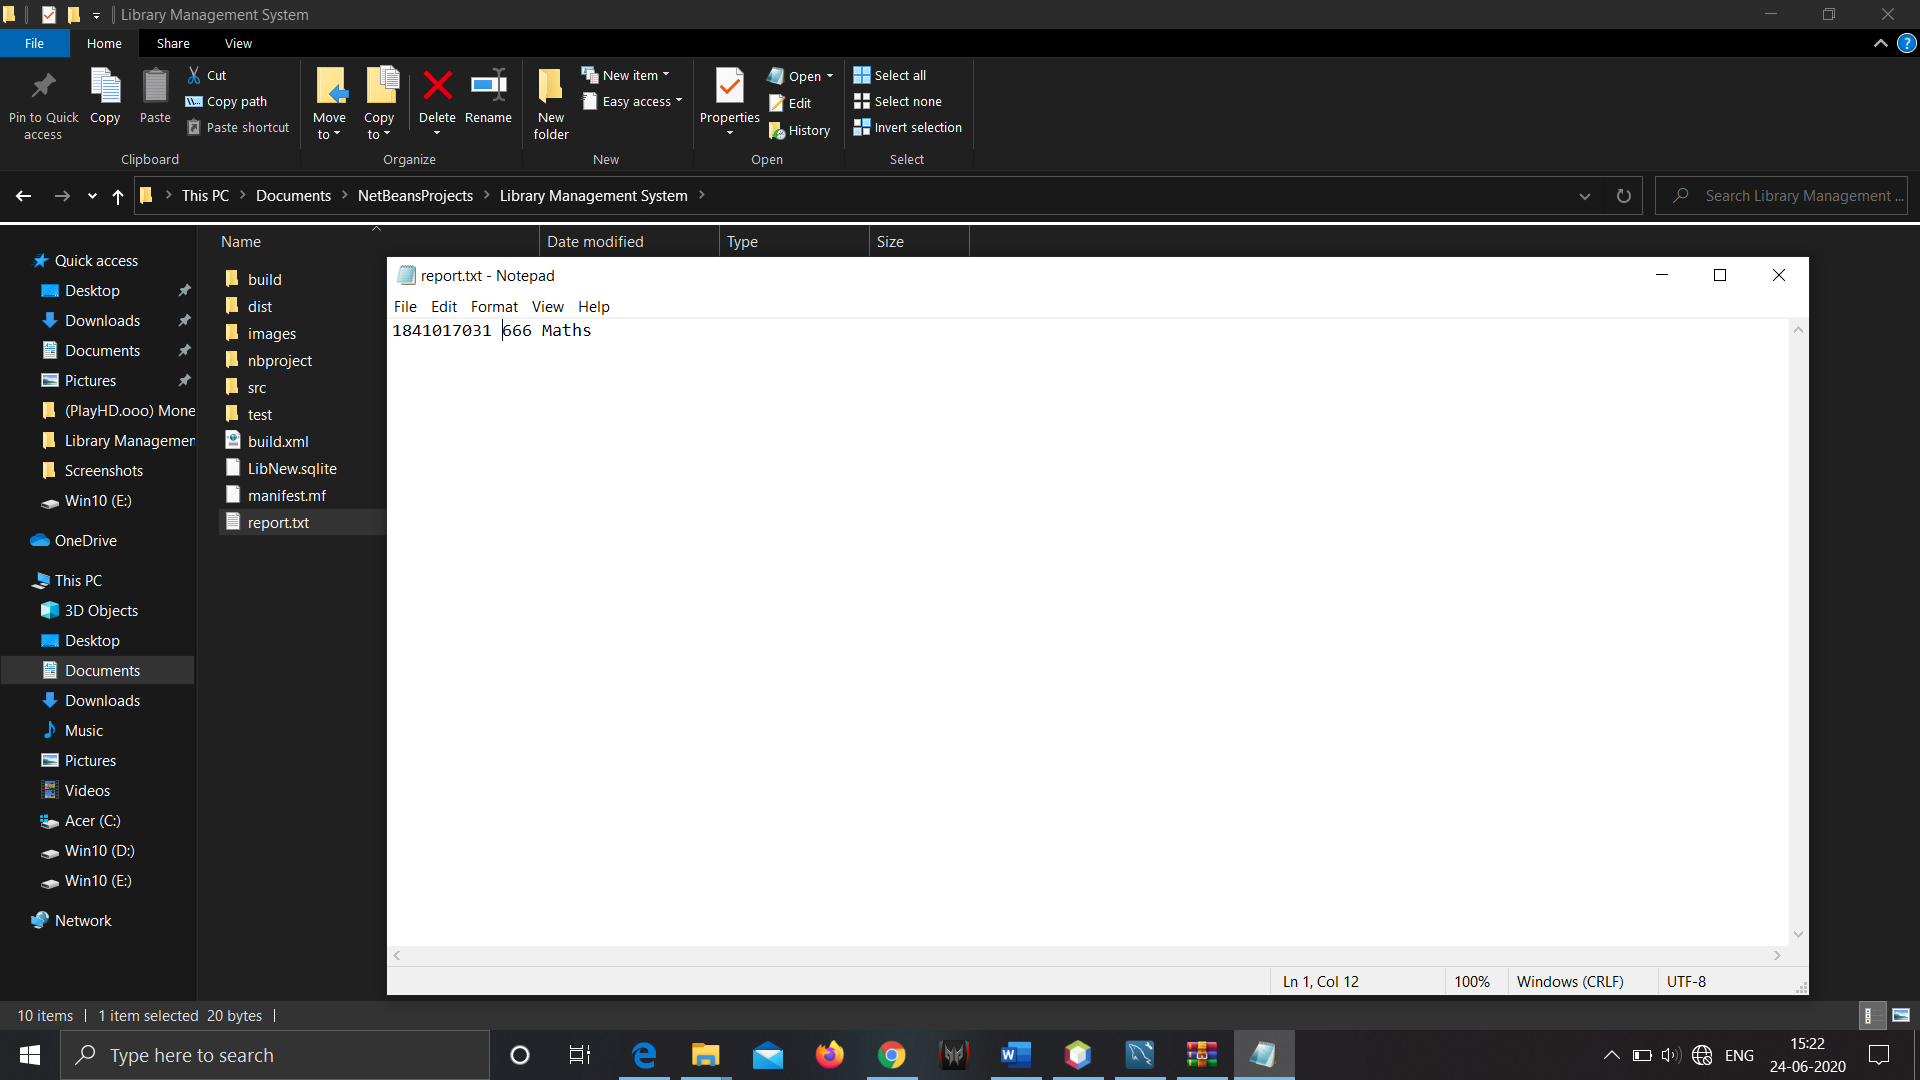 Library Management System
File Home Share View
Pin to Quick access
Copy
Paste
Cut
Copy path
Paste shortcut
Clipboard
Move to
Copy to
Delete
Rename
Organize
New folder
New item
Easy access
New
Properties
Open
Edit
History
Open
Select all
Select none
Invert selection
Select
This PC > Documents > NetBeansProjects > Library Management System >
Search Library Management ...
Quick access
Desktop
Downloads
Documents
Pictures
(PlayHD.ooo) Mone
Library Managemen
Screenshots
Win10 (E:)
OneDrive
This PC
3D Objects
Desktop
Documents
Downloads
Music
Pictures
Videos
Acer (C:)
Win10 (D:)
Win10 (E:)
Network
Name Date modified Type Size
build
dist
images
nbproject
src
test
build.xml
LibNew.sqlite
manifest.mf
report.txt
report.txt - Notepad
File Edit Format View Help
1841017031 666 Maths
Ln 1, Col 12 100% Windows (CRLF) UTF-8
10 items 1 item selected 20 bytes
Type here to search
ENG
15:22
24-06-2020